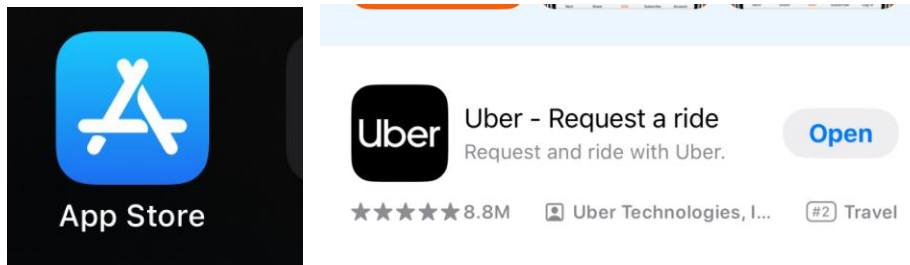 App Store
Uber
Uber - Request a ride
Request and ride with Uber.
Open
8.8M
Uber Technologies, I...
#2 Travel